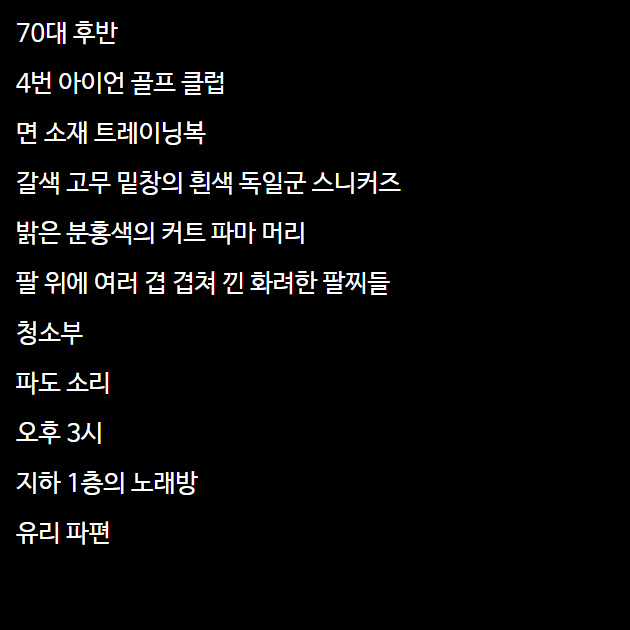 70대 후반
4번 아이언 골프 클럽
면 소재 트레이닝복
갈색 고무 밑창의 흰색 독일군 스니커즈
밝은 분홍색의 커트 파마 머리
팔 위에 여러 겹 겹쳐 낀 화려한 팔찌들
청소부
파도 소리
오후 3시
지하 1층의 노래방
유리 파편